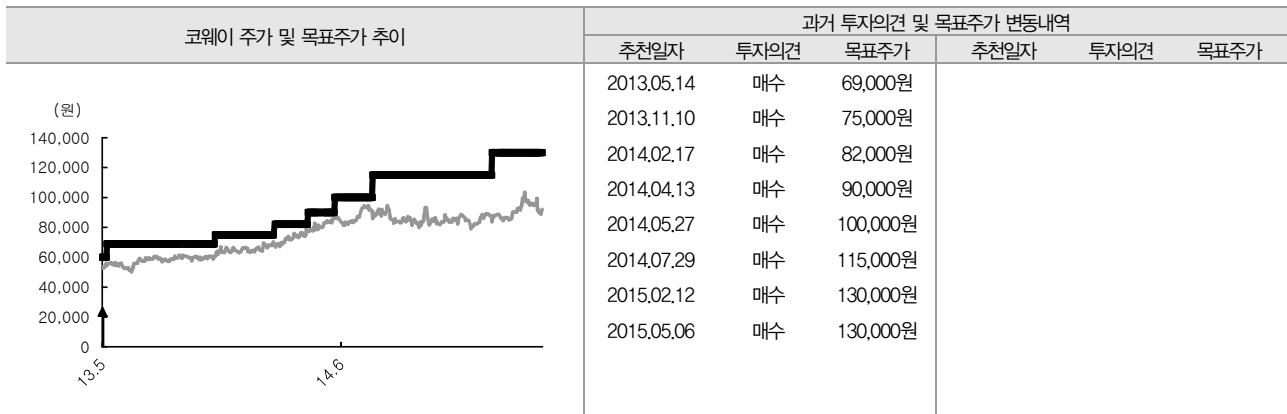 코웨이 주가 및 목표주가 추이
과거 투자의견 및 목표주가 변동내역
추천일자 투자의견 목표주가 추천일자 투자의견 목표주가
(원)
140,000
120,000
100,000
80,000
60,000
40,000
20,000
0
13.5 14.6
2013.05.14 매수 69,000원
2013.11.10 매수 75,000원
2014.02.17 매수 82,000원
2014.04.13 매수 90,000원
2014.05.27 매수 100,000원
2014.07.29 매수 115,000원
2015.02.12 매수 130,000원
2015.05.06 매수 130,000원